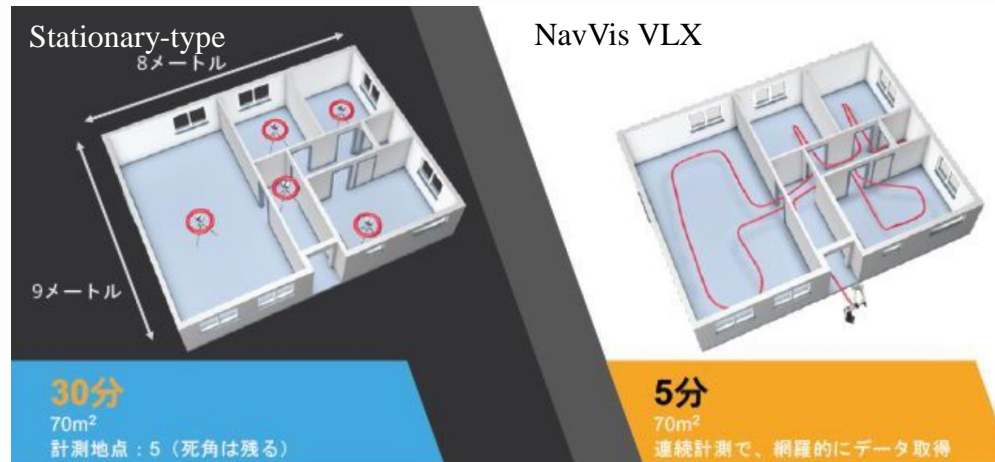 Stationary-type
8メートル
9メートル
30分
70m²
計測地点：5（死角は残る）
NavVis VLX
5分
70m²
連続計測で、網羅的にデータ取得